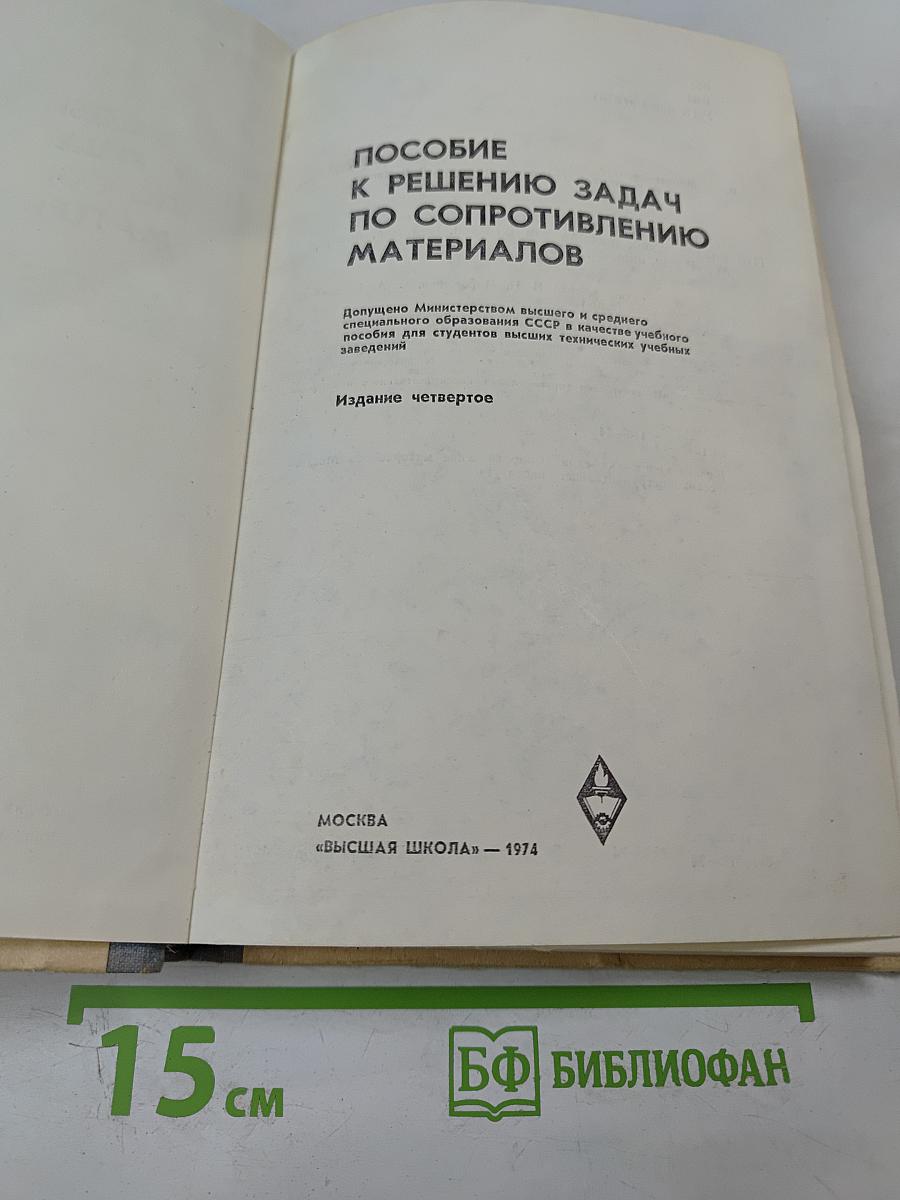 ПОСОБИЕ
К РЕШЕНИЮ ЗАДАЧ
ПО СОПРОТИВЛЕНИЮ
МАТЕРИАЛОВ
Допущено Министерством высшего и среднего
специального образования СССР в качестве учебного
пособия для студентов высших технических учебных
заведений
Издание четвертое
МОСКВА
«ВЫСШАЯ ШКОЛА» — 1974
15 см
БФ БИБЛИОФАН